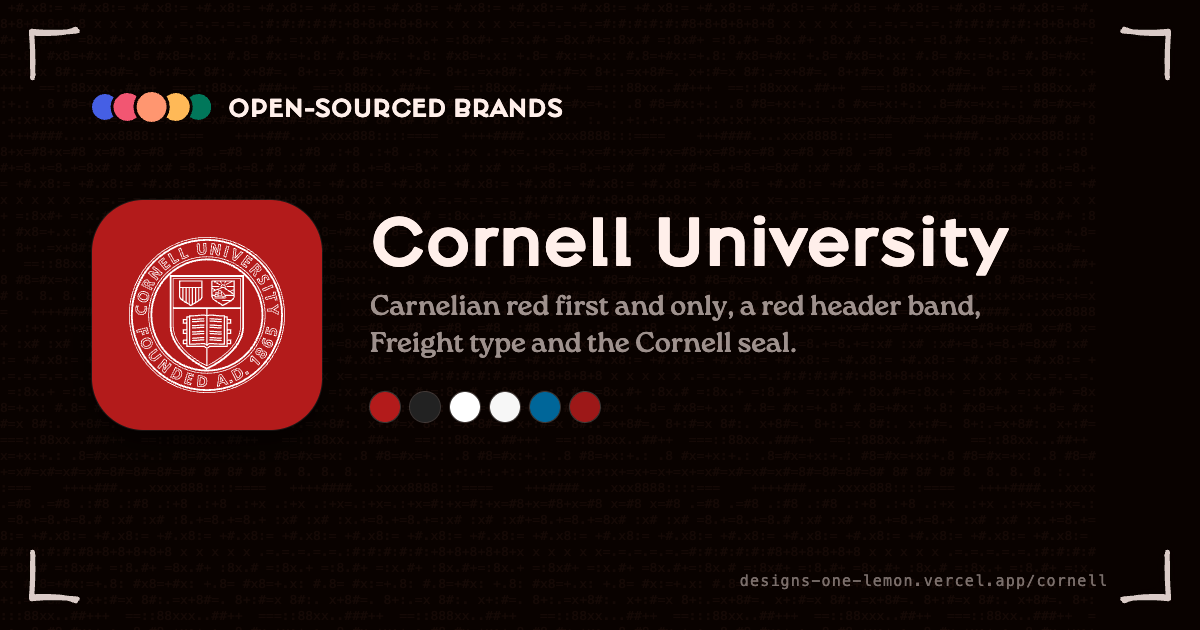 OPEN-SOURCED BRANDS
CORNELL UNIVERSITY
FOUNDED A.D. 1865
Cornell University
Carnelian red first and only, a red header band,
Freight type and the Cornell seal.
designs-one-lemon.vercel.app/cornell